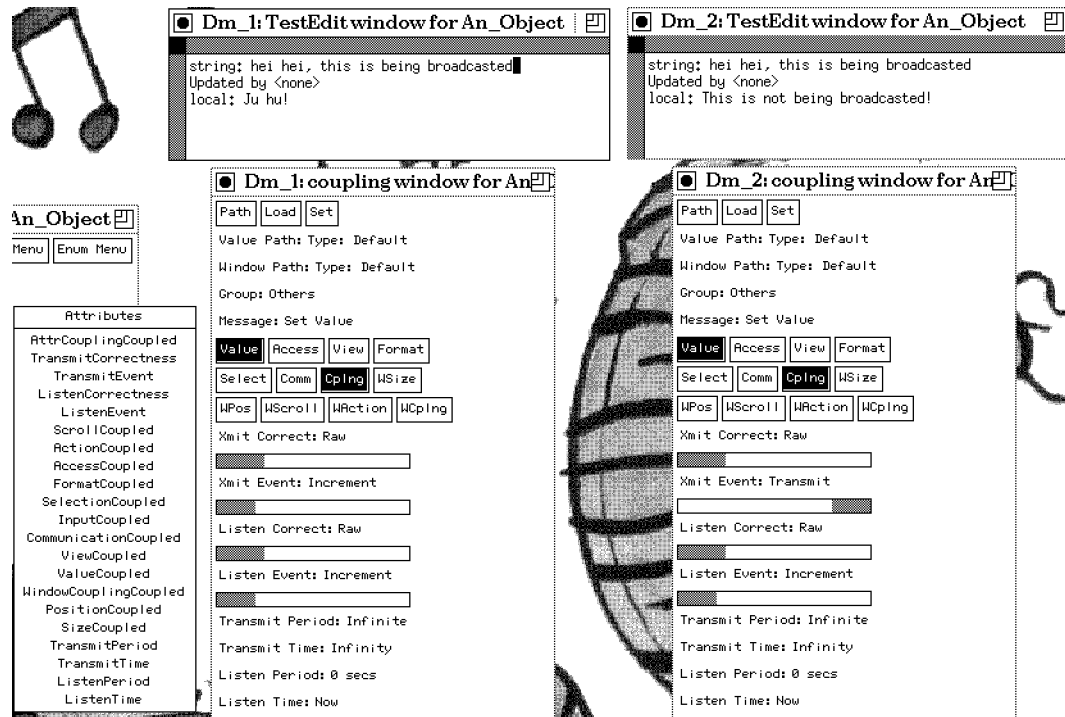 Dm_1: TestEdit window for An_Object
string: hei hei, this is being broadcasted
Updated by <none>
local: Ju hu!
Dm_2: TestEdit window for An_Object
string: hei hei, this is being broadcasted
Updated by <none>
local: This is not being broadcasted!
An_Object
Menu Enum Menu
Attributes
AttrCouplingCoupled
TransmitCorrectness
TransmitEvent
ListenCorrectness
ListenEvent
ScrollCoupled
ActionCoupled
AccessCoupled
FormatCoupled
SelectionCoupled
InputCoupled
CommunicationCoupled
ViewCoupled
ValueCoupled
WindowCouplingCoupled
PositionCoupled
SizeCoupled
TransmitPeriod
TransmitTime
ListenPeriod
ListenTime
Dm_1: coupling window for An
Path Load Set
Value Path: Type: Default
Window Path: Type: Default
Group: Others
Message: Set Value
Value Access View Format
Select Comm Cplng WSize
WPos WScroll WAction WCplng
Xmit Correct: Raw
Xmit Event: Increment
Listen Correct: Raw
Listen Event: Increment
Transmit Period: Infinite
Transmit Time: Infinity
Listen Period: 0 secs
Listen Time: Now
Dm_2: coupling window for An
Path Load Set
Value Path: Type: Default
Window Path: Type: Default
Group: Others
Message: Set Value
Value Access View Format
Select Comm Cplng WSize
WPos WScroll WAction WCplng
Xmit Correct: Raw
Xmit Event: Transmit
Listen Correct: Raw
Listen Event: Increment
Transmit Period: Infinite
Transmit Time: Infinity
Listen Period: 0 secs
Listen Time: Now